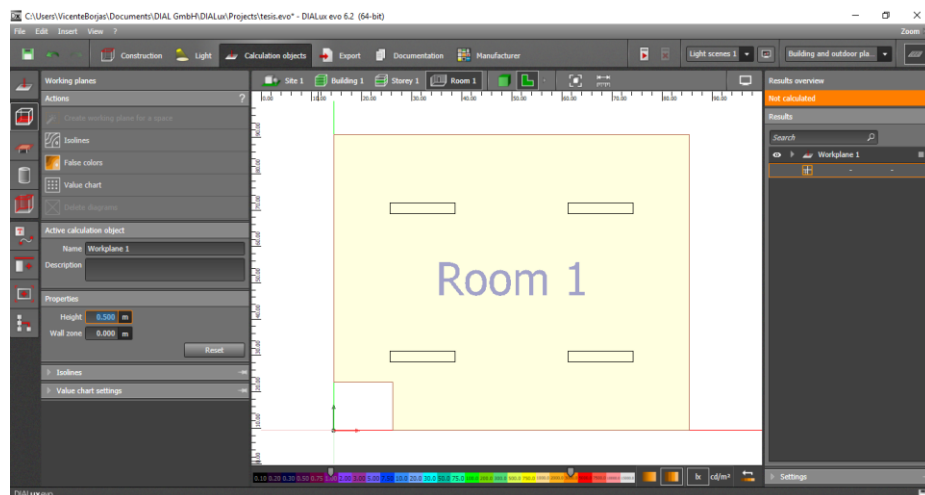 C:\Users\VicenteBorjas\Documents\DIAL GmbH\DIALux\Projects\tesis.evo* - DIALux evo 6.2 (64-bit)
File Edit Insert View ? Zoom
Construction Light Calculation objects Export Documentation Manufacturer Light scenes 1 Building and outdoor pla...
Working planes Site 1 Building 1 Storey 1 Room 1 Results overview
Actions ? Not calculated
Create working plane for a space Results
Isolines Search
False colors Workplane 1
Value chart - -
Delete diagrams
Active calculation object
Name Workplane 1
Description
Room 1
Properties
Height 0.500 m
Wall zone 0.000 m
Reset
Isolines
Value chart settings
lx cd/m² Settings
DIALux evo